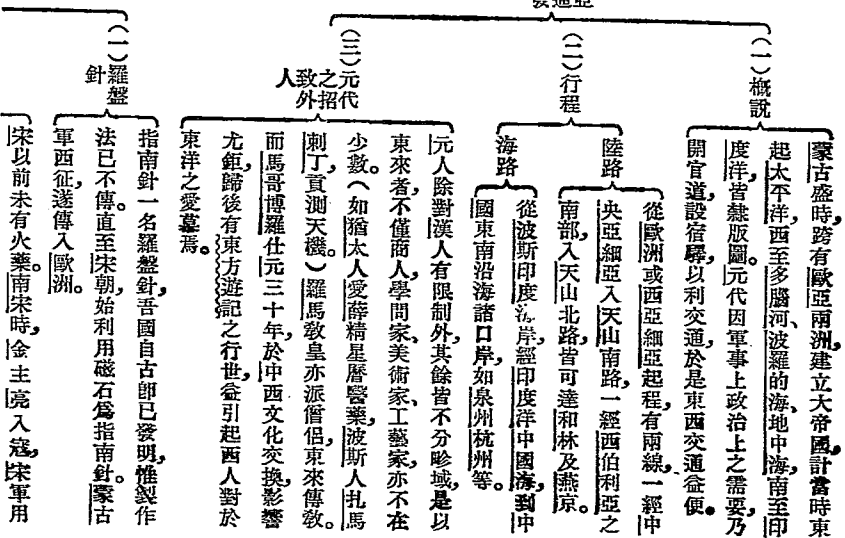 亞通
（一）概說
蒙古盛時，跨有歐亞兩洲，建立大帝國，計當時東
起太平洋，西至多腦河、波羅的海、地中海，南至印
度洋，皆隸版圖。元代因軍事上政治上之需要，乃
開官道，設宿驛，以利交通，於是東西交通益便。
（二）行程
陸路
從歐洲或西亞細亞起程，有兩線，一經中
央亞細亞入天山南路，一經西伯利亞之
南部，入天山北路，皆可達和林及燕京。
海路
從波斯印度海岸，經印度洋中國海，到中
國東南沿海諸口岸，如泉州杭州等。
（三）元代
之招
致外
人
元人除對漢人有限制外，其餘皆不分畛域，是以
東來者，不僅商人，學問家、美術家、工藝家，亦不在
少數。（如猶太人愛薛精星曆醫藥，波斯人扎馬
剌丁，貢測天機。）羅馬教皇亦派僧侶，東來傳教。
而馬哥博羅仕元三十年，於中西文化交換，影響
尤鉅，歸後有東方遊記之行世，益引起西人對於
東洋之愛慕焉。
（一）羅盤
針
指南針一名羅盤針，吾國自古卽已發明，惟製作
法已不傳。直至宋朝，始利用磁石爲指南針。蒙古
軍西征，遂傳入歐洲。
宋以前未有火藥。南宋時，金主亮入寇，宋軍用